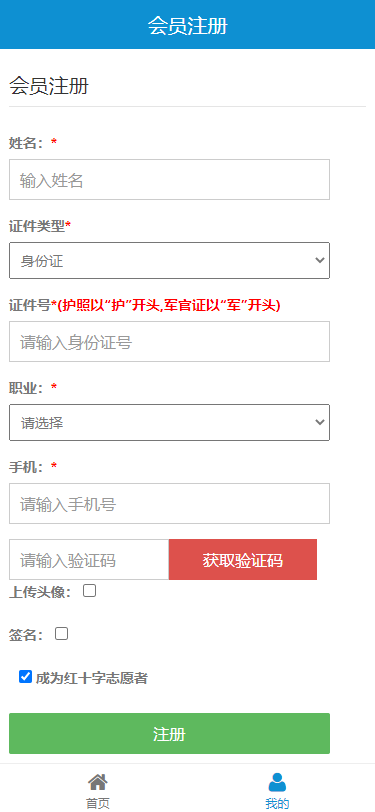 会员注册
会员注册
姓名：*
输入姓名
证件类型*
身份证
证件号*(护照以“护”开头,军官证以“军”开头)
请输入身份证号
职业：*
请选择
手机：*
请输入手机号
请输入验证码 获取验证码
上传头像：
签名：
成为红十字志愿者
注册
首页 我的